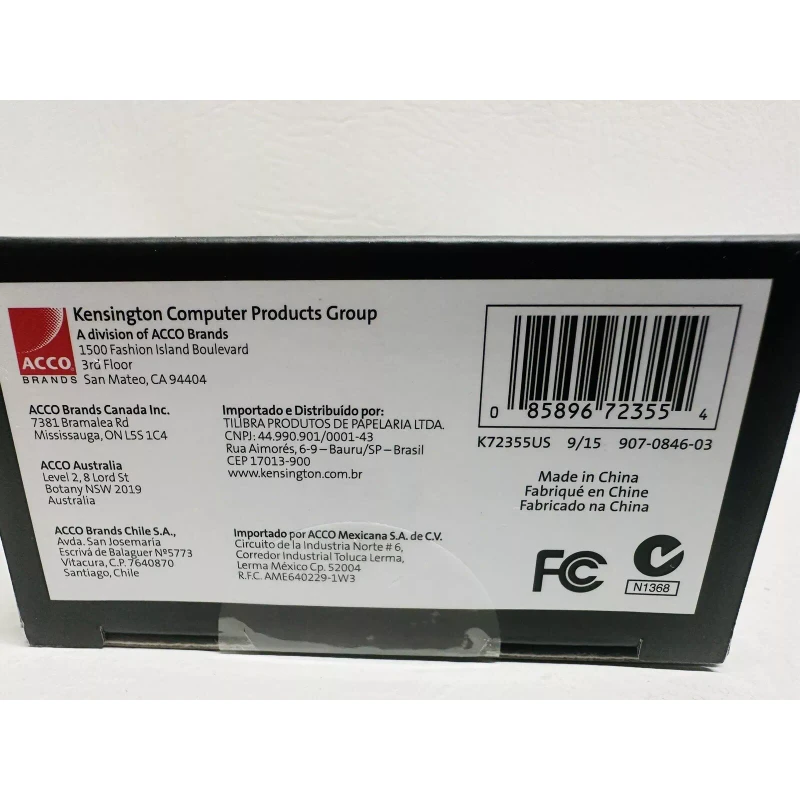 ACCO
BRANDS
Kensington Computer Products Group
A division of ACCO Brands
1500 Fashion Island Boulevard
3rd Floor
San Mateo, CA 94404
ACCO Brands Canada Inc.
7381 Bramalea Rd
Mississauga, ON L5S 1C4
ACCO Australia
Level 2, 8 Lord St
Botany NSW 2019
Australia
ACCO Brands Chile S.A.,
Avda. San Josemaría
Escrivá de Balaguer Nº5773
Vitacura, C.P. 7640870
Santiago, Chile
Importado e Distribuído por:
TILIBRA PRODUTOS DE PAPELARIA LTDA.
CNPJ: 44.990.901/0001-43
Rua Aimorés, 6-9 – Bauru/SP – Brasil
CEP 17013-900
www.kensington.com.br
Importado por ACCO Mexicana S.A. de C.V.
Circuito de la Industria Norte # 6,
Corredor Industrial Toluca Lerma,
Lerma México Cp. 52004
R.F.C. AME640229-1W3
0 85896 72355 4
K72355US 9/15 907-0846-03
Made in China
Fabriqué en Chine
Fabricado na China
FC
N1368